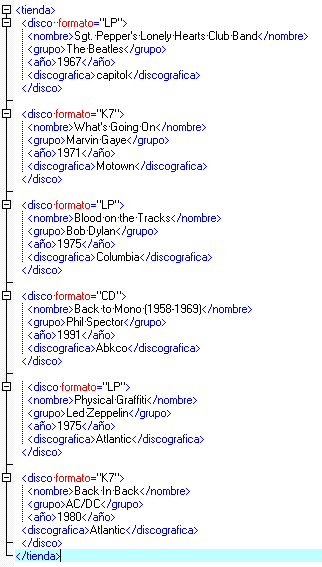 <tienda>
<disco formato="LP">
<nombre>Sgt. Pepper's Lonely Hearts Club Band</nombre>
<grupo>The Beatles</grupo>
<año>1967</año>
<discografica>capitol</discografica>
</disco>
<disco formato="K7">
<nombre>What's Going On</nombre>
<grupo>Marvin Gaye</grupo>
<año>1971</año>
<discografica>Motown</discografica>
</disco>
<disco formato="LP">
<nombre>Blood on the Tracks</nombre>
<grupo>Bob Dylan</grupo>
<año>1975</año>
<discografica>Columbia</discografica>
</disco>
<disco formato="CD">
<nombre>Back to Mono (1958-1969)</nombre>
<grupo>Phil Spector</grupo>
<año>1991</año>
<discografica>Abkco</discografica>
</disco>
<disco formato="LP">
<nombre>Physical Graffiti</nombre>
<grupo>Led Zeppelin</grupo>
<año>1975</año>
<discografica>Atlantic</discografica>
</disco>
<disco formato="K7">
<nombre>Back In Back</nombre>
<grupo>AC/DC</grupo>
<año>1980</año>
<discografica>Atlantic</discografica>
</disco>
</tienda>